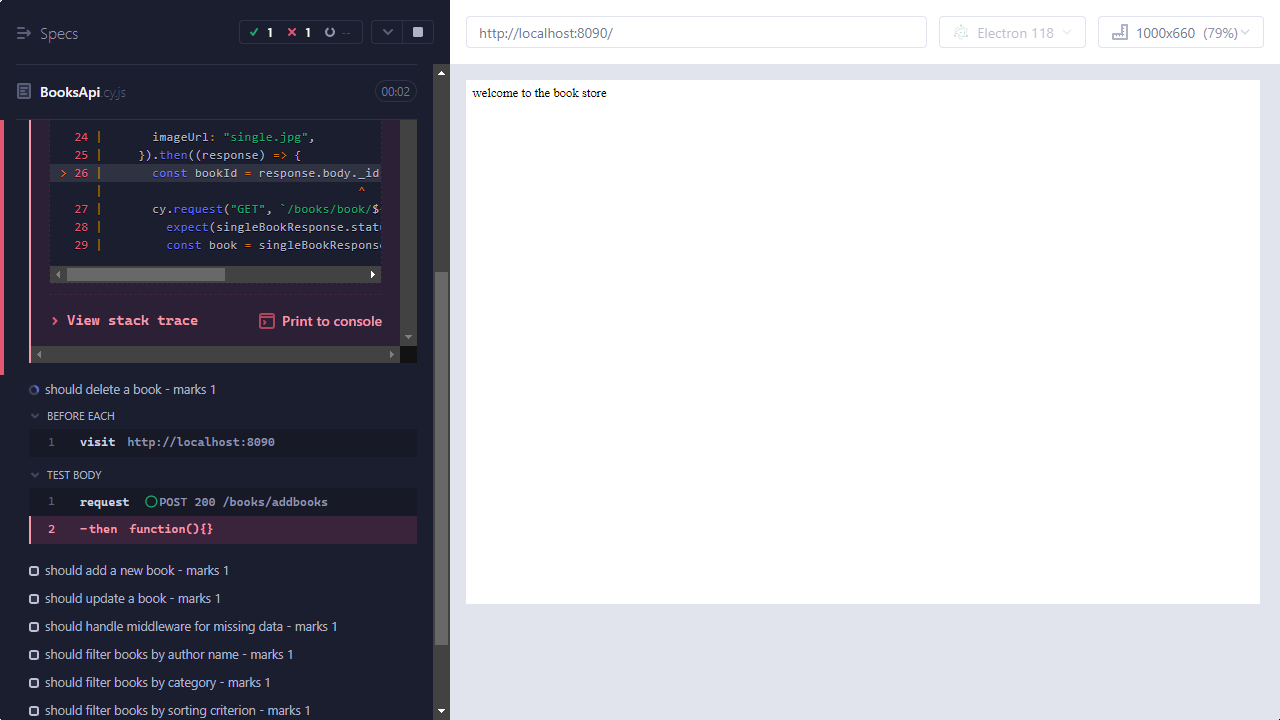 Specs
1 1 --
http://localhost:8090/
Electron 118
1000x660 (79%)
BooksApi.cy.js
00:02
welcome to the book store
24 | imageUrl: "single.jpg",
25 | }).then((response) => {
> 26 | const bookId = response.body._id
| ^
27 | cy.request("GET", `/books/book/$
28 | expect(singleBookResponse.statu
29 | const book = singleBookResponse
> View stack trace
Print to console
should delete a book - marks 1
BEFORE EACH
1 visit http://localhost:8090
TEST BODY
1 request POST 200 /books/addbooks
2 -then function(){}
should add a new book - marks 1
should update a book - marks 1
should handle middleware for missing data - marks 1
should filter books by author name - marks 1
should filter books by category - marks 1
should filter books by sorting criterion - marks 1